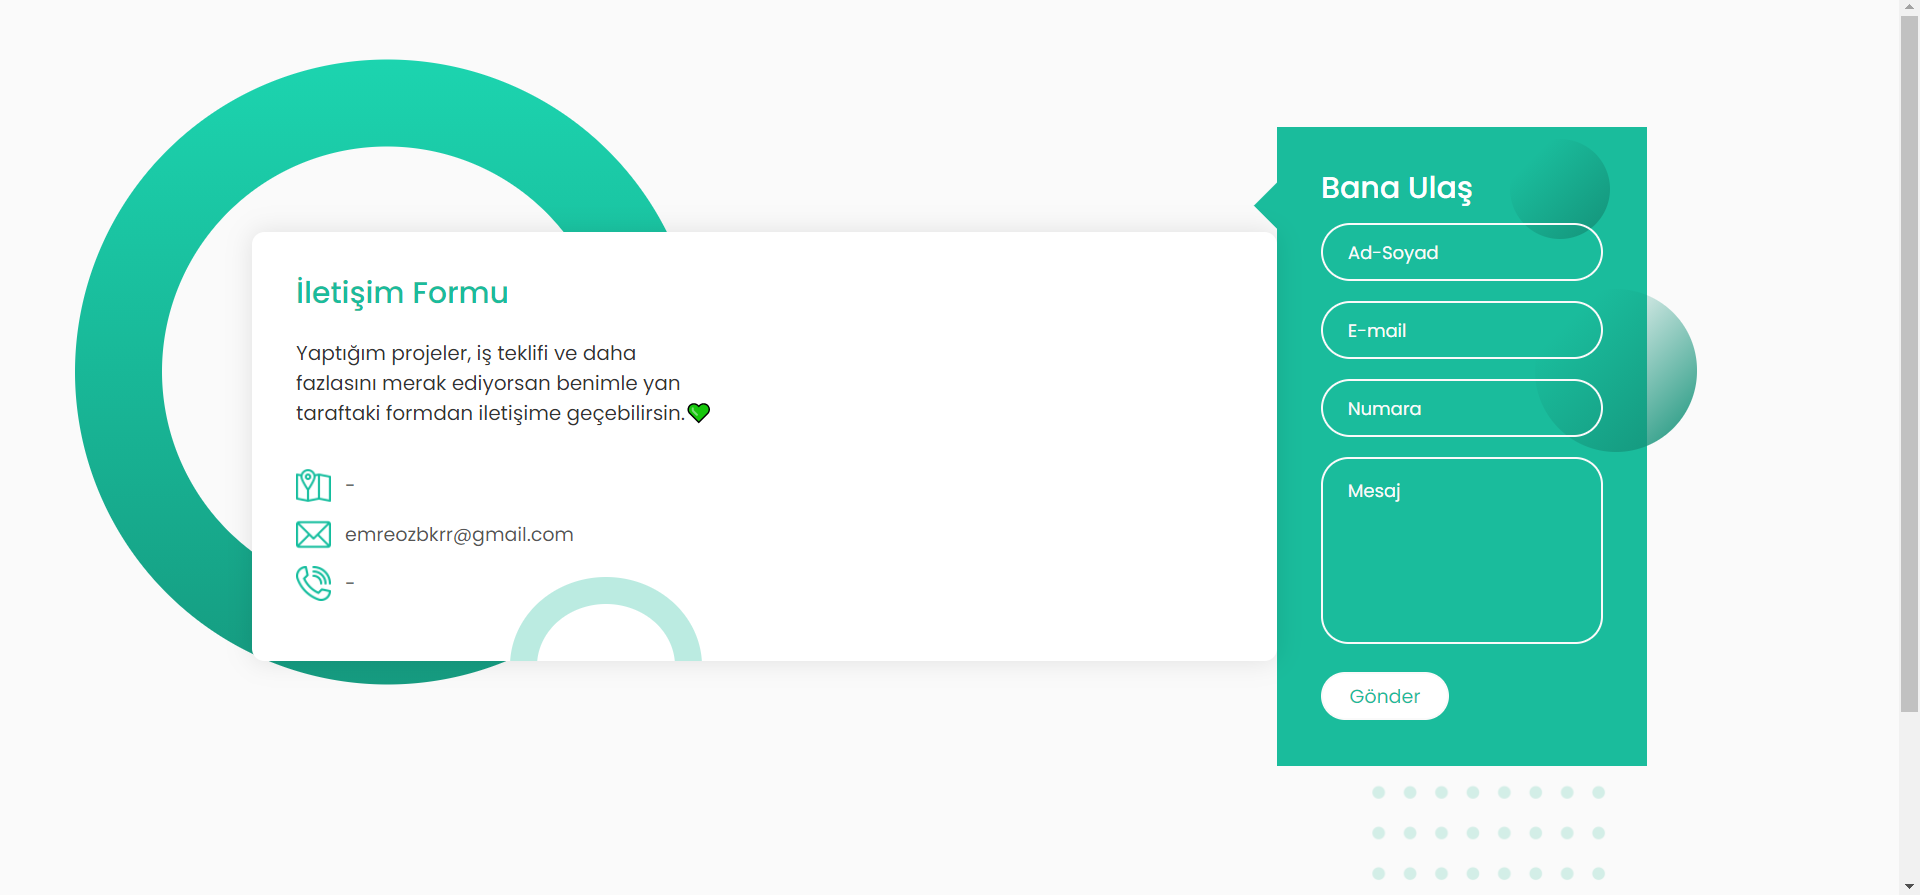 İletişim Formu
Yaptığım projeler, iş teklifi ve daha
fazlasını merak ediyorsan benimle yan
taraftaki formdan iletişime geçebilirsin.💚
-
emreozbkrr@gmail.com
-
Bana Ulaş
Ad-Soyad
E-mail
Numara
Mesaj
Gönder